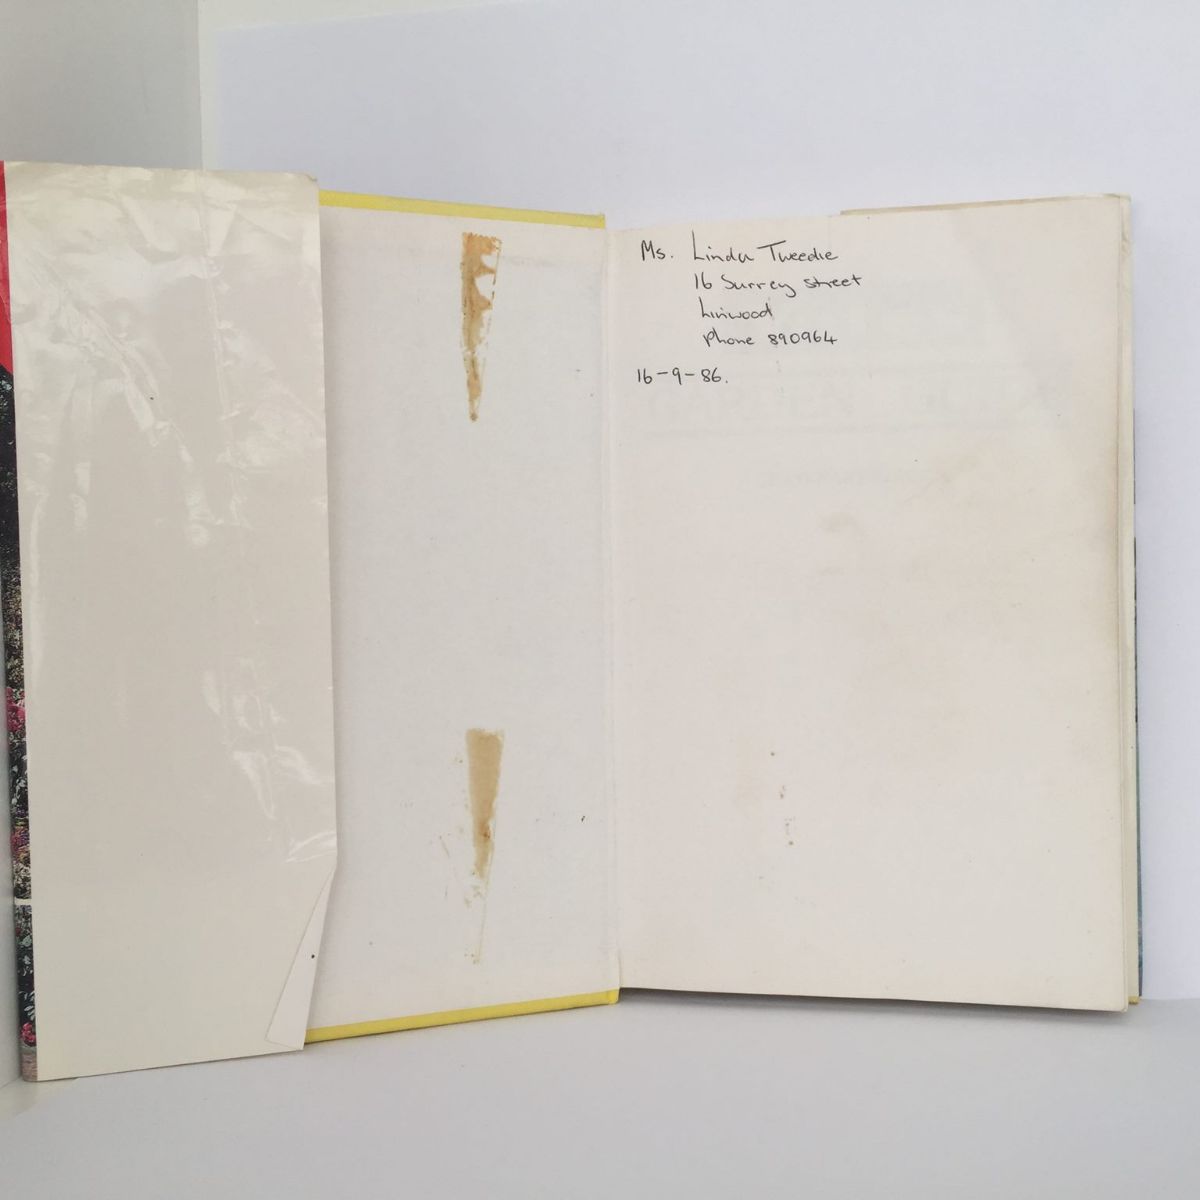 Ms. Linda Tweedie
16 Surrey street
Linwood
Phone 890964
16-9-86.